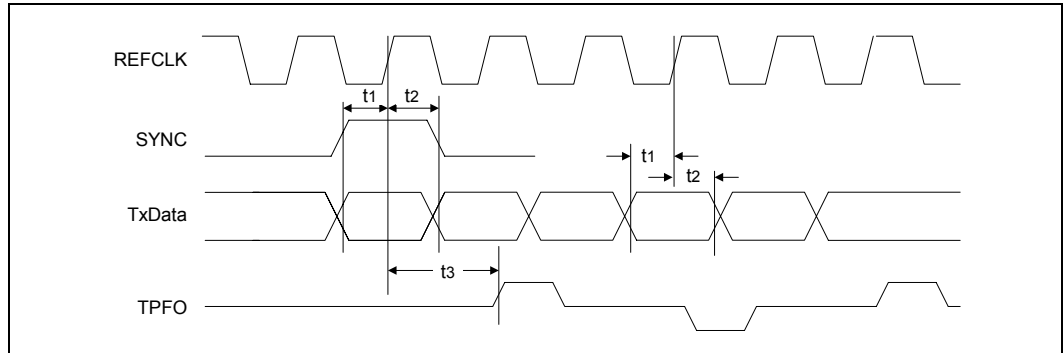 REFCLK
t1 t2
SYNC
t1
t2
TxData
t3
TPFO